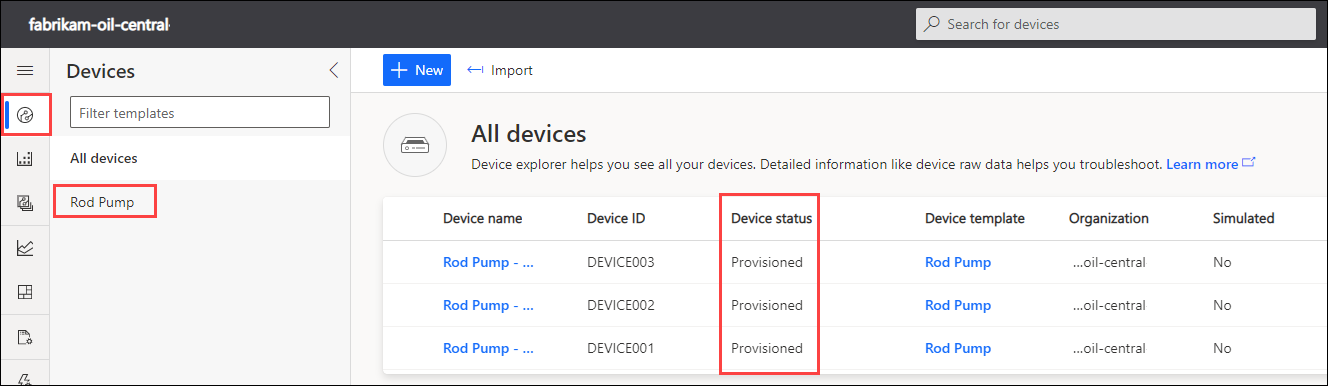 fabrikam-oil-central
Search for devices
Devices
New
Import
Filter templates
All devices
Rod Pump
All devices
Device explorer helps you see all your devices. Detailed information like device raw data helps you troubleshoot. Learn more
Device name Device ID Device status Device template Organization Simulated
Rod Pump - ... DEVICE003 Provisioned Rod Pump ...oil-central No
Rod Pump - ... DEVICE002 Provisioned Rod Pump ...oil-central No
Rod Pump - ... DEVICE001 Provisioned Rod Pump ...oil-central No